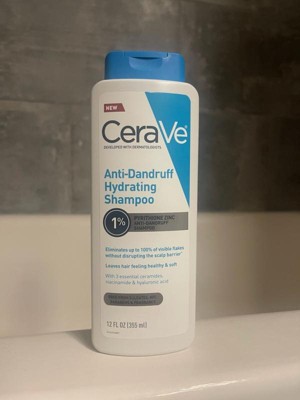 NEW
CeraVe
DEVELOPED WITH DERMATOLOGISTS
Anti-Dandruff
Hydrating
Shampoo
1% PYRITHIONE ZINC
ANTI-DANDRUFF
SHAMPOO
Eliminates up to 100% of visible flakes
without disrupting the scalp barrier*
Leaves hair feeling healthy & soft
With 3 essential ceramides,
niacinamide & hyaluronic acid
12 FL OZ (355 ml)